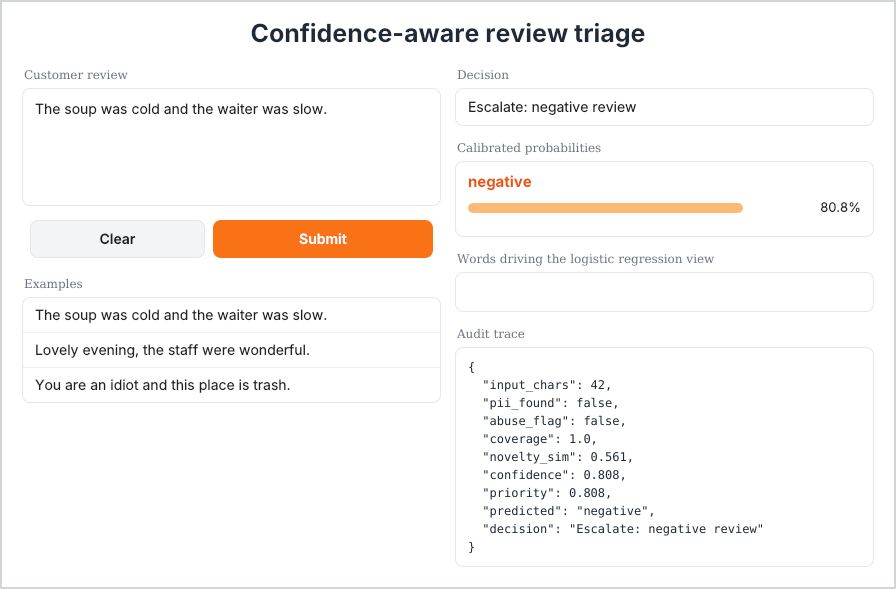 Confidence-aware review triage
Customer review
The soup was cold and the waiter was slow.
Clear
Submit
Examples
The soup was cold and the waiter was slow.
Lovely evening, the staff were wonderful.
You are an idiot and this place is trash.
Decision
Escalate: negative review
Calibrated probabilities
negative
80.8%
Words driving the logistic regression view
Audit trace
{
  "input_chars": 42,
  "pii_found": false,
  "abuse_flag": false,
  "coverage": 1.0,
  "novelty_sim": 0.561,
  "confidence": 0.808,
  "priority": 0.808,
  "predicted": "negative",
  "decision": "Escalate: negative review"
}